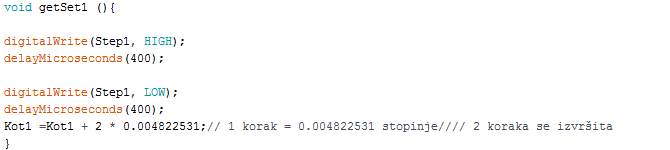 void getSet1 (){
digitalWrite(Step1, HIGH);
delayMicroseconds(400);
digitalWrite(Step1, LOW);
delayMicroseconds(400);
Kot1 =Kot1 + 2 * 0.004822531;// 1 korak = 0.004822531 stopinje//// 2 koraka se izvršita
}